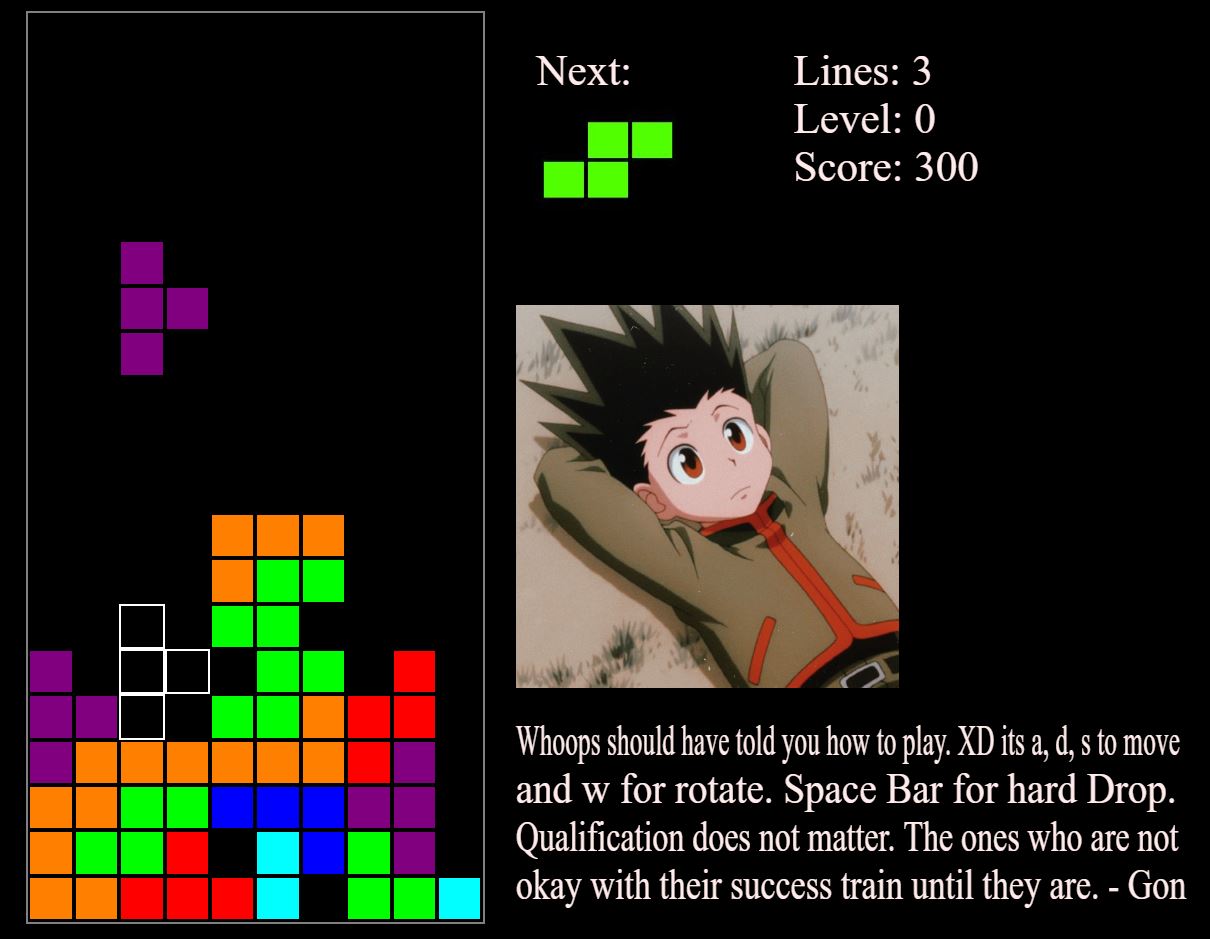 Next:
Lines: 3
Level: 0
Score: 300
Whoops should have told you how to play. XD its a, d, s to move
and w for rotate. Space Bar for hard Drop.
Qualification does not matter. The ones who are not
okay with their success train until they are. - Gon